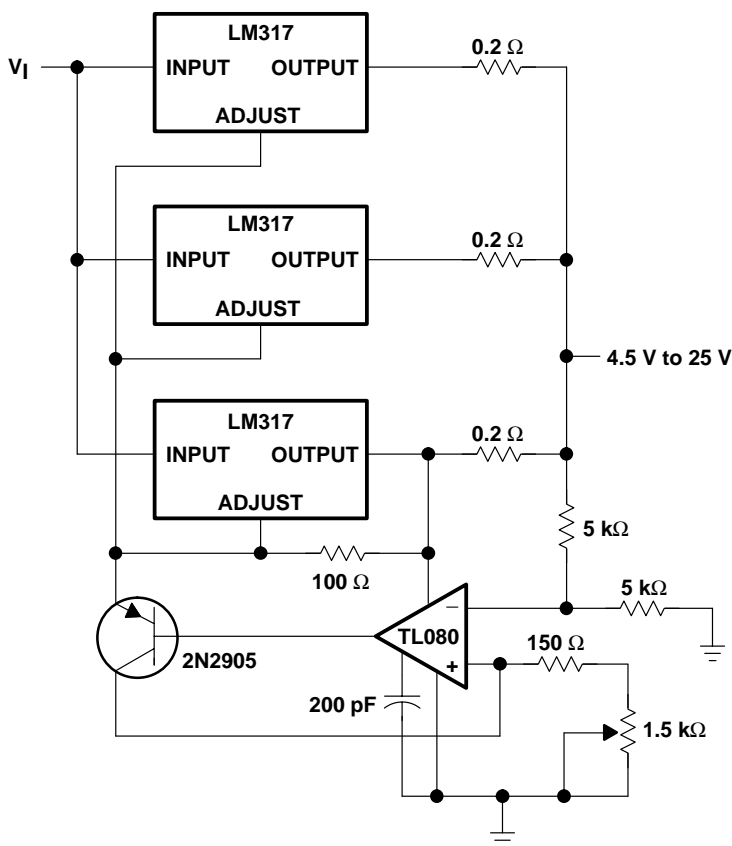 LM317
V_I
INPUT OUTPUT
ADJUST
0.2 Ω
LM317
INPUT OUTPUT
ADJUST
0.2 Ω
4.5 V to 25 V
LM317
INPUT OUTPUT
ADJUST
0.2 Ω
5 kΩ
100 Ω
5 kΩ
−
TL080
+
2N2905
150 Ω
200 pF
1.5 kΩ